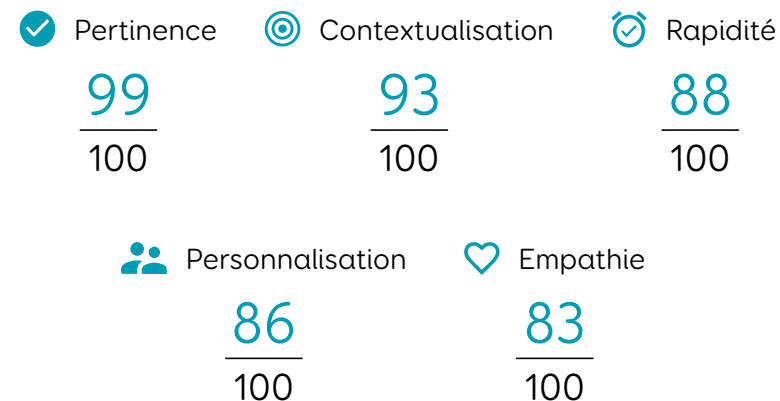 Pertinence Contextualisation Rapidité
99 93 88
100 100 100
Personnalisation Empathie
86 83
100 100